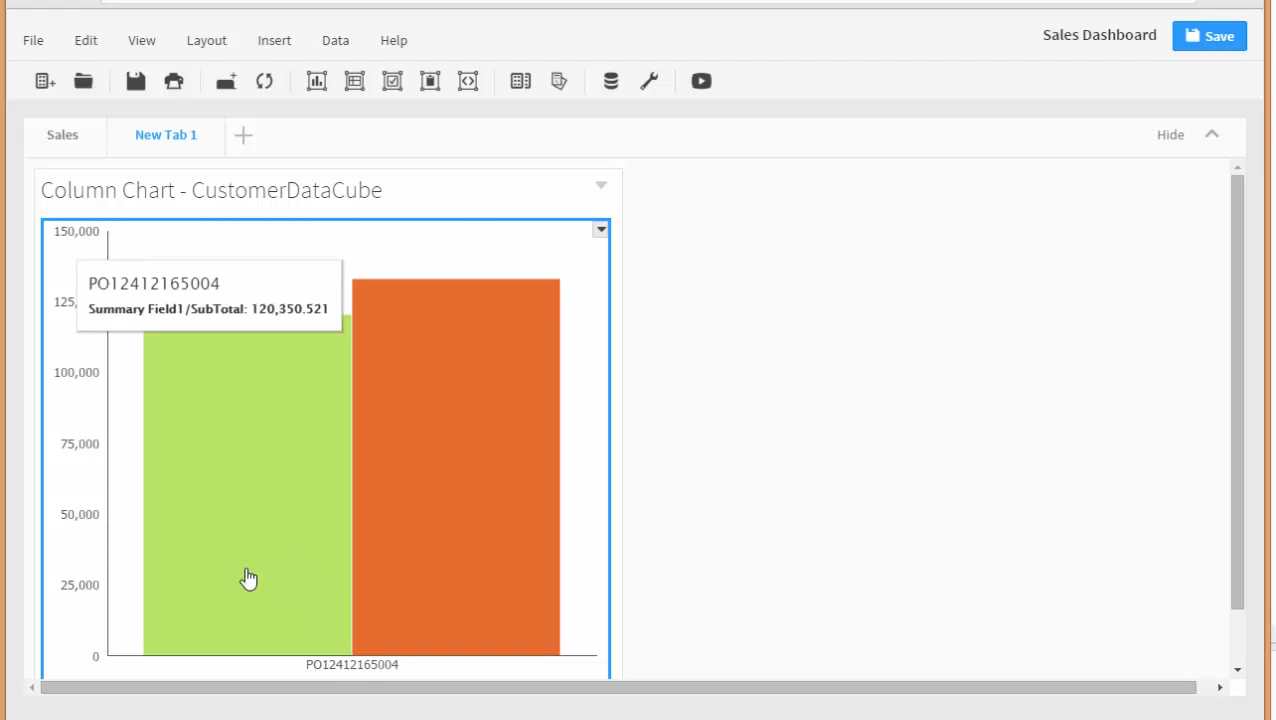 File Edit View Layout Insert Data Help
Sales Dashboard
Save
Sales
New Tab 1
Hide
Column Chart - CustomerDataCube
150,000
PO12412165004
Summary Field1/SubTotal: 120,350.521
125,
100,000
75,000
50,000
25,000
0
PO12412165004